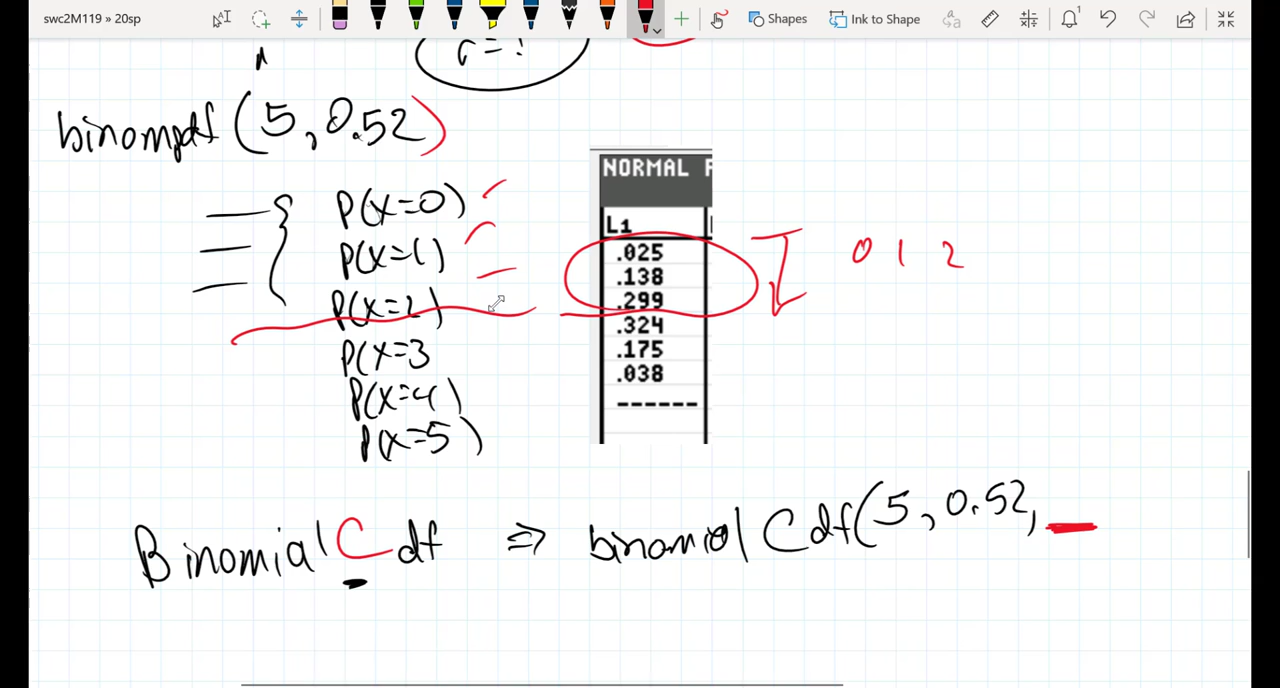 swc2M119 » 20sp
Shapes
Ink to Shape
r = ?
n
binompdf (5, 0.52)
P(x=0)
P(x=1)
P(x=2)
P(x=3
P(x=4)
P(x=5)
NORMAL F
L1
.025
.138
.299
.324
.175
.038
------
0 1 2
Binomial Cdf ⇒ binomial Cdf(5, 0.52, _